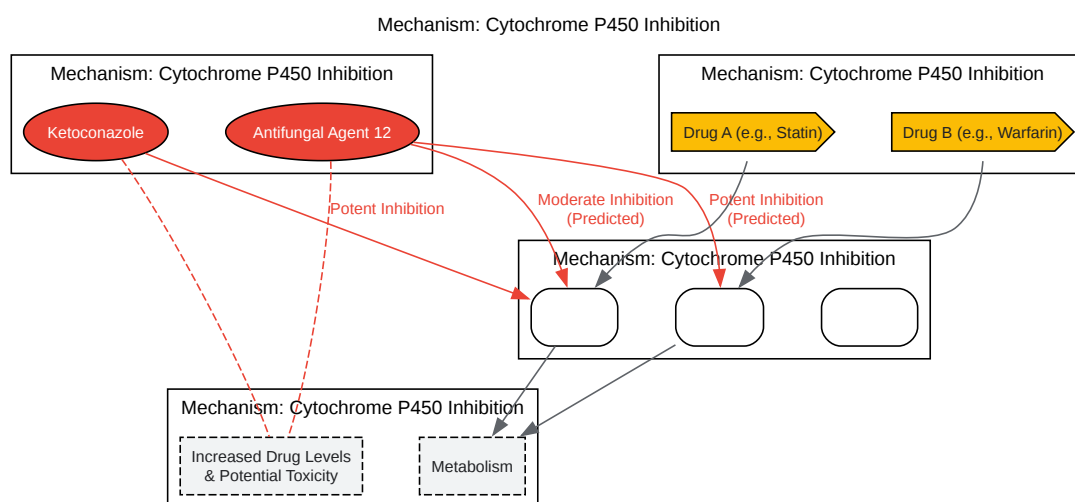 Mechanism: Cytochrome P450 Inhibition
Mechanism: Cytochrome P450 Inhibition
Mechanism: Cytochrome P450 Inhibition
Ketoconazole
Antifungal Agent 12
Drug A (e.g., Statin)
Drug B (e.g., Warfarin)
Potent Inhibition
Moderate Inhibition
(Predicted)
Potent Inhibition
(Predicted)
Mechanism: Cytochrome P450 Inhibition
Mechanism: Cytochrome P450 Inhibition
Increased Drug Levels
& Potential Toxicity
Metabolism